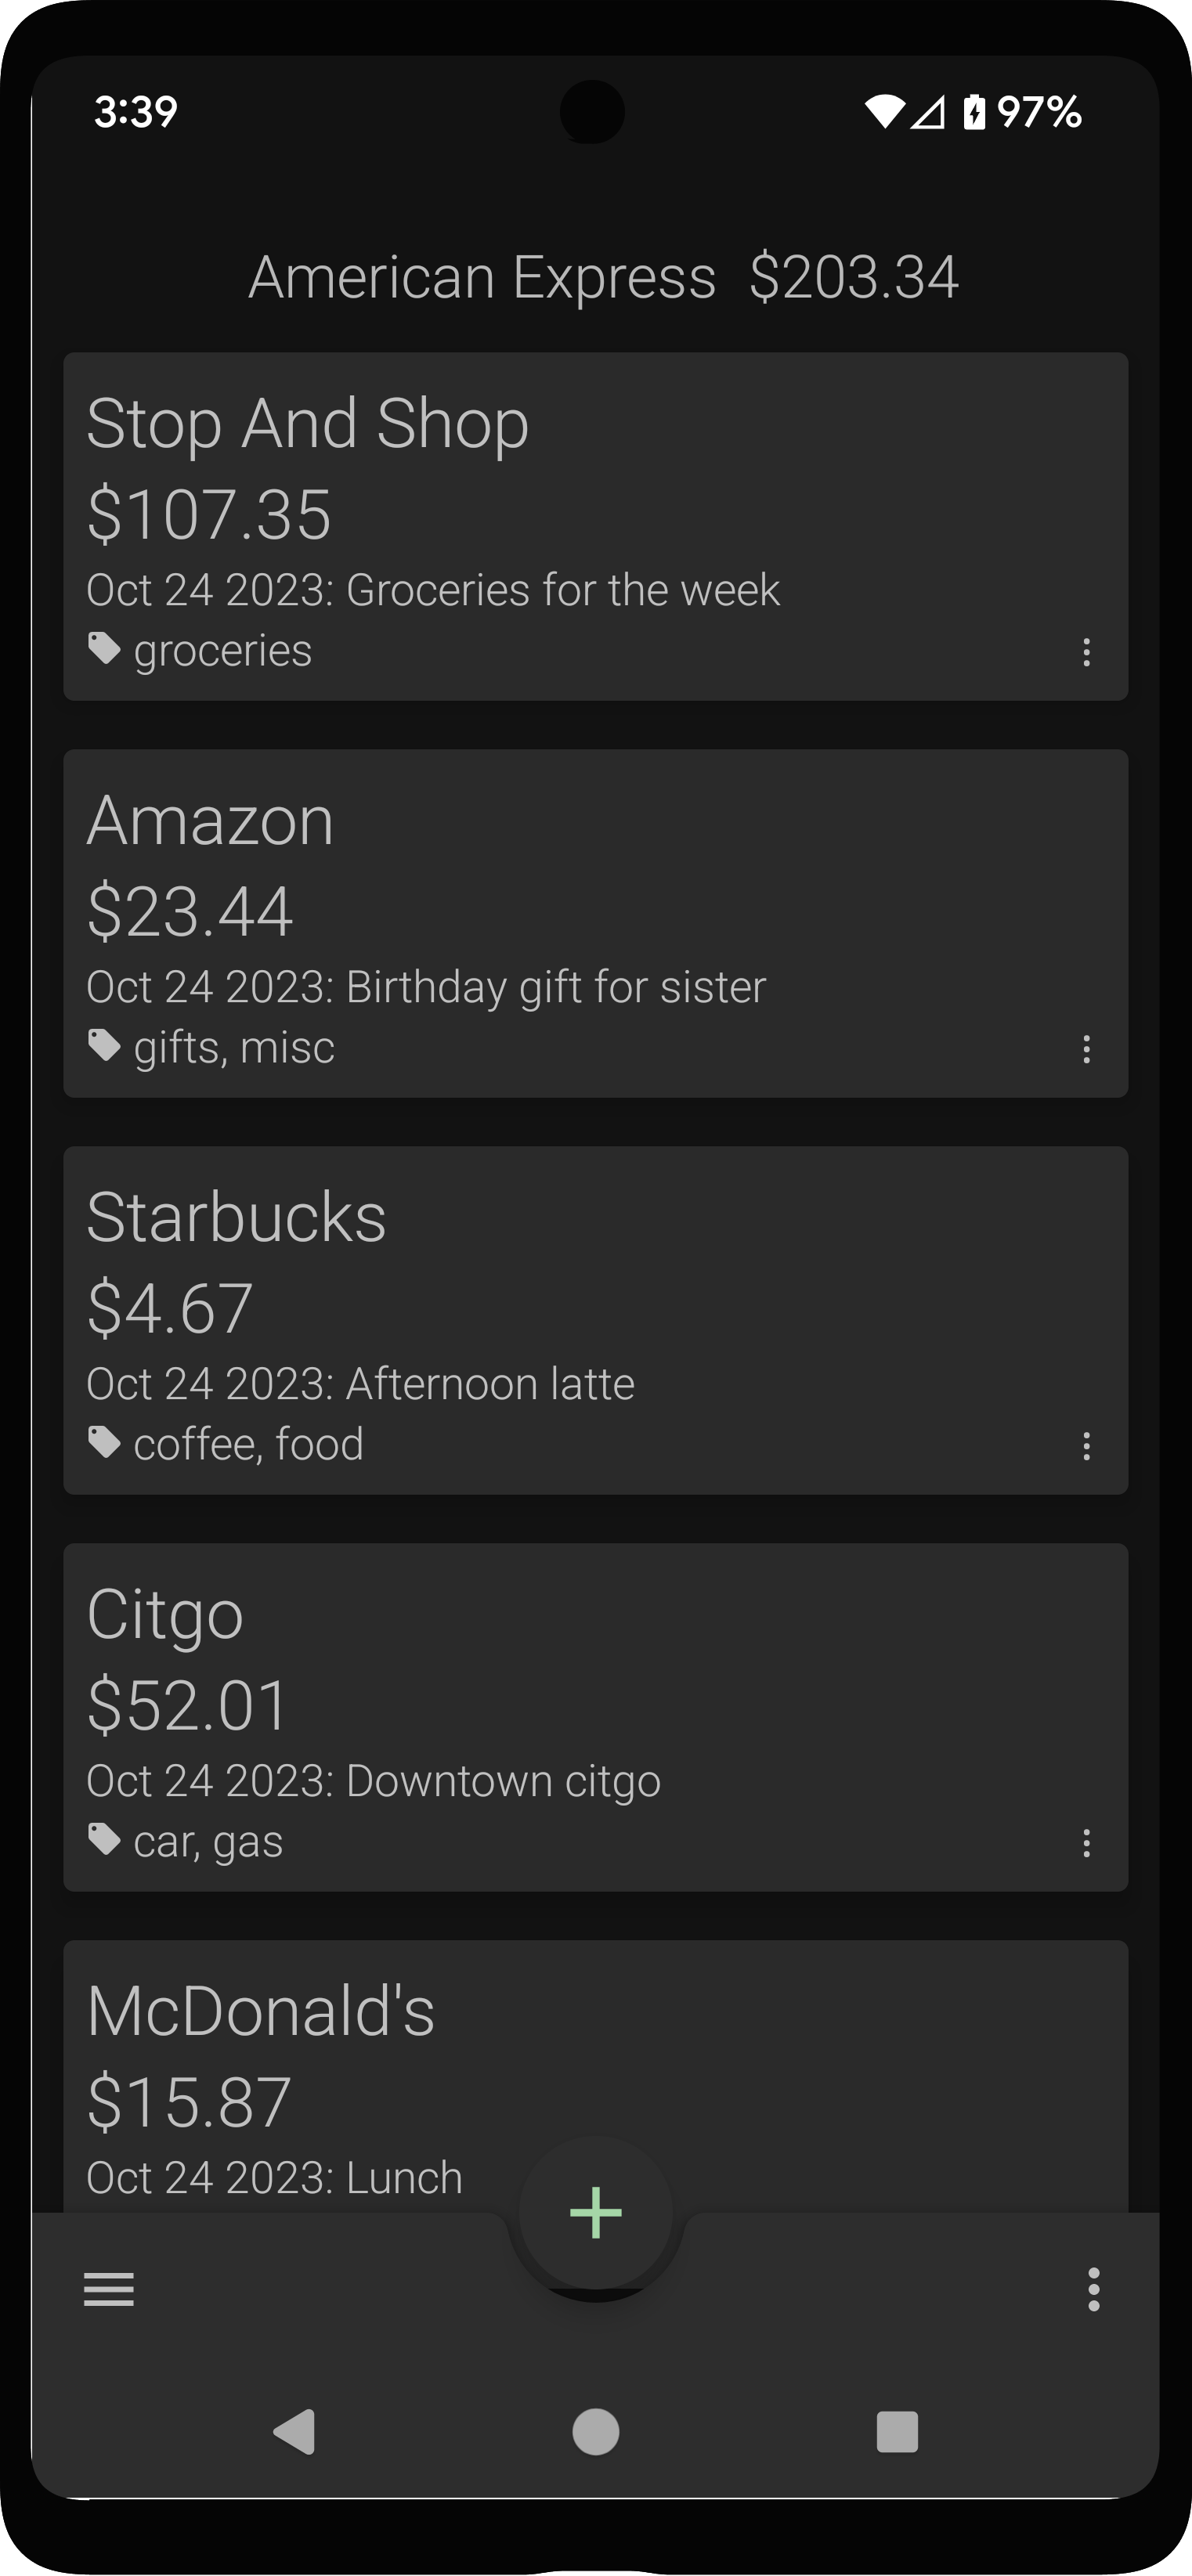 3:39 97%
American Express $203.34
Stop And Shop
$107.35
Oct 24 2023: Groceries for the week
groceries
Amazon
$23.44
Oct 24 2023: Birthday gift for sister
gifts, misc
Starbucks
$4.67
Oct 24 2023: Afternoon latte
coffee, food
Citgo
$52.01
Oct 24 2023: Downtown citgo
car, gas
McDonald's
$15.87
Oct 24 2023: Lunch